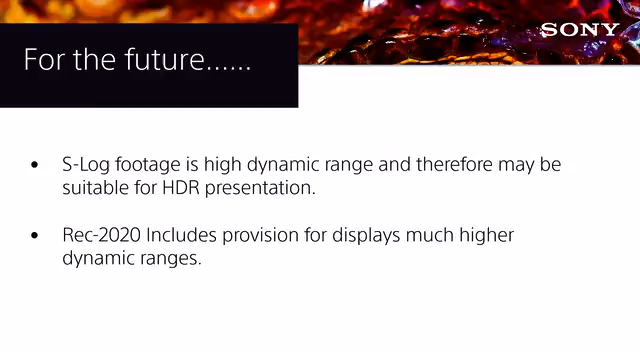 SONY
For the future......
• S-Log footage is high dynamic range and therefore may be
suitable for HDR presentation.
• Rec-2020 Includes provision for displays much higher
dynamic ranges.